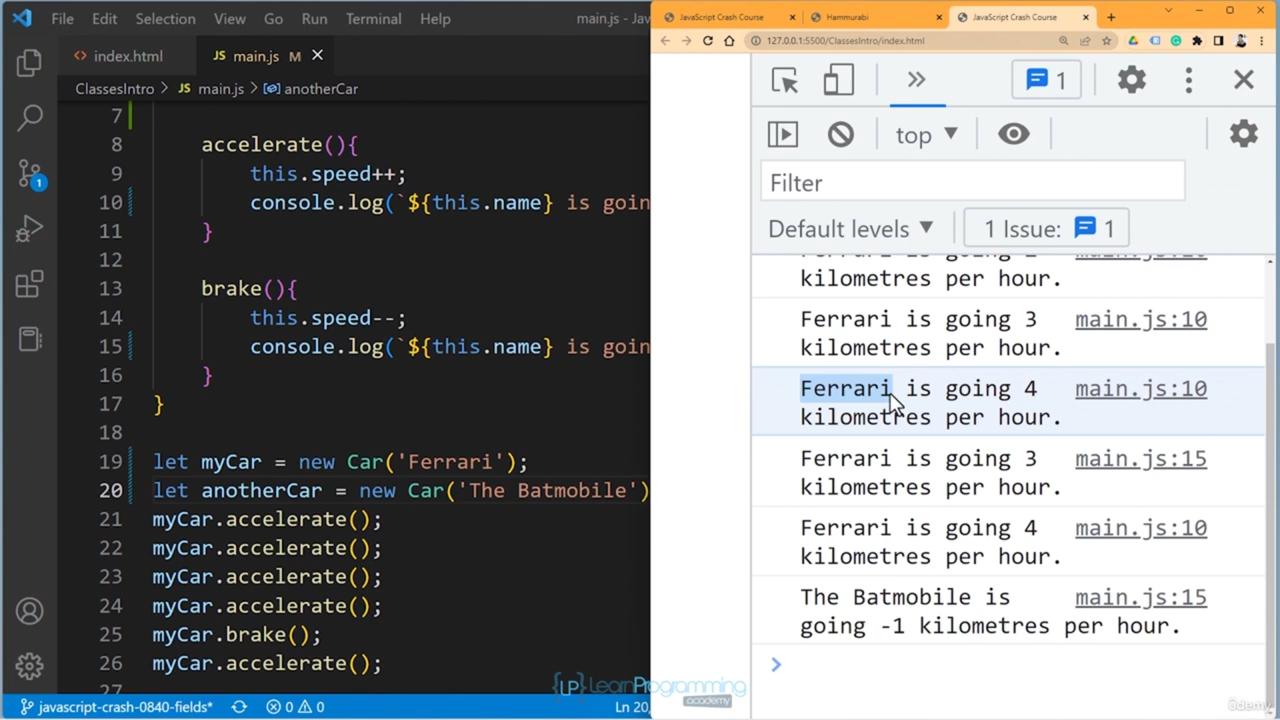 File Edit Selection View Go Run Terminal Help main.js - Jav
JavaScript Crash Course
Hammurabi
JavaScript Crash Course
127.0.0.1:5500/ClassesIntro/index.html
index.html
main.js M
ClassesIntro > main.js > anotherCar
7
8 accelerate(){
9 this.speed++;
10 console.log(`${this.name} is goin
11 }
12
13 brake(){
14 this.speed--;
15 console.log(`${this.name} is goin
16 }
17 }
18
19 let myCar = new Car('Ferrari');
20 let anotherCar = new Car('The Batmobile')
21 myCar.accelerate();
22 myCar.accelerate();
23 myCar.accelerate();
24 myCar.accelerate();
25 myCar.brake();
26 myCar.accelerate();
27
1
javascript-crash-0840-fields* 0 0 Ln 20,
1
top
Filter
Default levels
1 Issue: 1
kilometres per hour.
Ferrari is going 3 main.js:10
kilometres per hour.
Ferrari is going 4 main.js:10
kilometres per hour.
Ferrari is going 3 main.js:15
kilometres per hour.
Ferrari is going 4 main.js:10
kilometres per hour.
The Batmobile is main.js:15
going -1 kilometres per hour.
{LP} LearnProgramming
academy
ûdemy